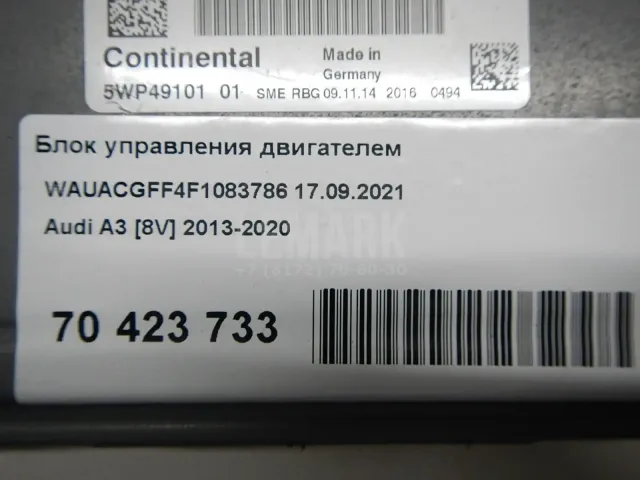 Continental
Made in
Germany
5WP49101 01 SME RBG 09.11.14 2016 0494
Блок управления двигателем
WAUACGFF4F1083786 17.09.2021
Audi A3 [8V] 2013-2020
70 423 733